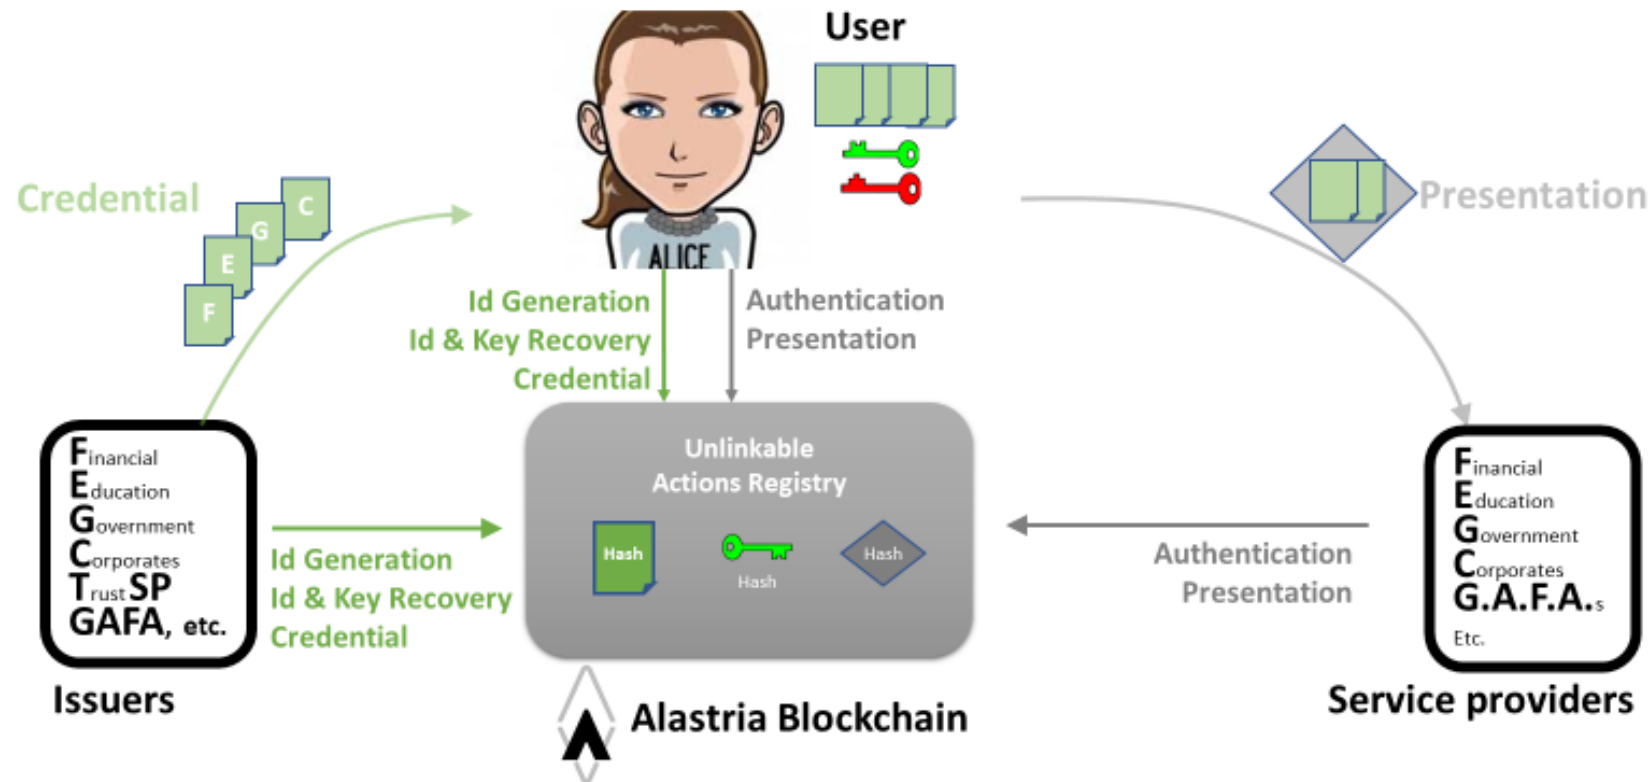 User
Credential
C
G
E
F
ALICE
Presentation
Id Generation
Id & Key Recovery
Credential
Authentication
Presentation
Financial
Education
Government
Corporates
Trust SP
GAFA, etc.
Issuers
Id Generation
Id & Key Recovery
Credential
Unlinkable
Actions Registry
Hash
Hash
Hash
Alastria Blockchain
Authentication
Presentation
Financial
Education
Government
Corporates
G.A.F.A.s
Etc.
Service providers